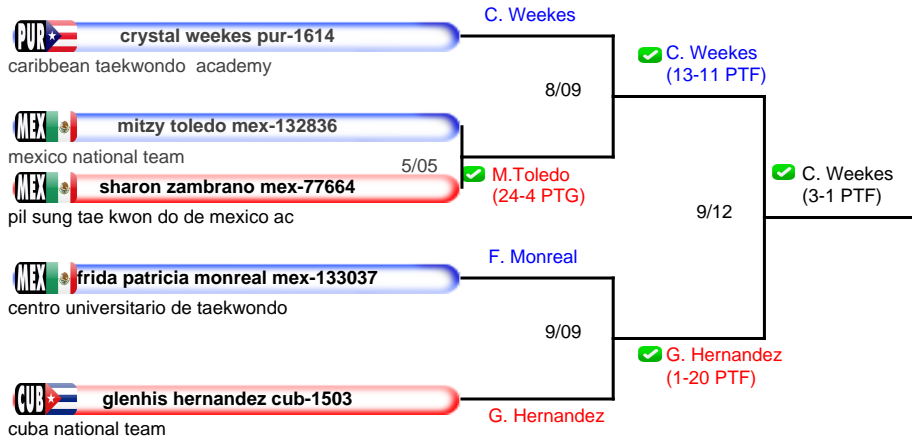 C. Weekes
PUR crystal weekes pur-1614
caribbean taekwondo  academy
C. Weekes
(13-11 PTF)
8/09
MEX mitzy toledo mex-132836
mexico national team
5/05
M.Toledo
(24-4 PTG)
MEX sharon zambrano mex-77664
pil sung tae kwon do de mexico ac
C. Weekes
(3-1 PTF)
9/12
F. Monreal
MEX frida patricia monreal mex-133037
centro universitario de taekwondo
9/09
G. Hernandez
(1-20 PTF)
CUB glenhis hernandez cub-1503
G. Hernandez
cuba national team